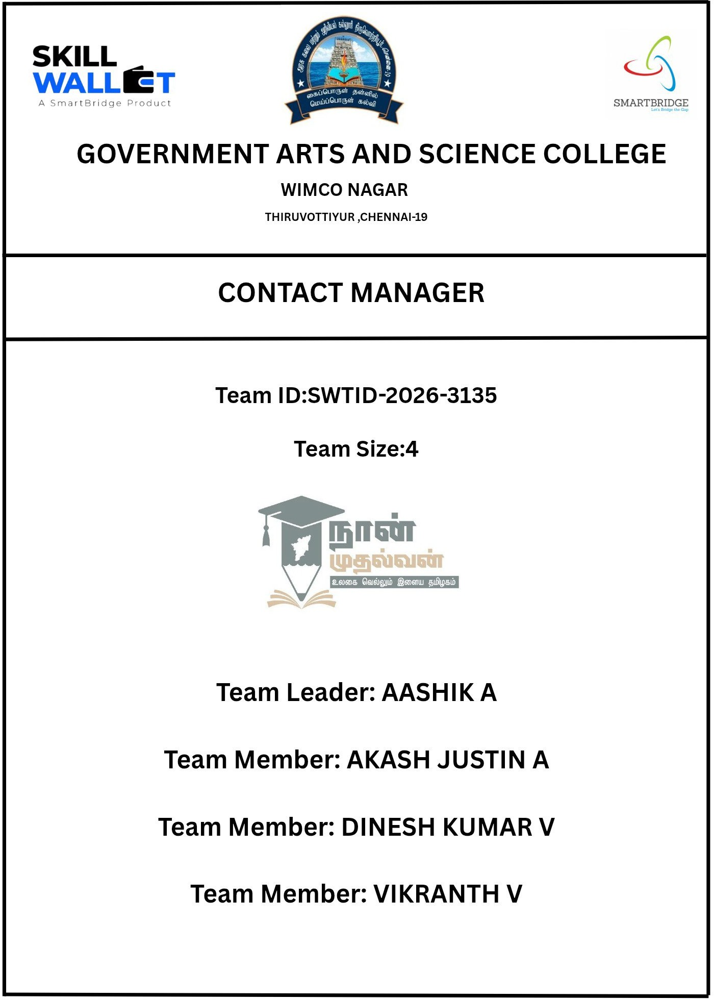 SKILL
WALLET
A SmartBridge Product
அரசு கலை மற்றும் அறிவியல் கல்லூரி திருவொற்றியூர், சென்னை-19
கைப்பொருள் தன்னில்
மெய்ப்பொருள் கல்வி
SMARTBRIDGE
Let's Bridge the Gap
GOVERNMENT ARTS AND SCIENCE COLLEGE
WIMCO NAGAR
THIRUVOTTIYUR ,CHENNAI-19
CONTACT MANAGER
Team ID:SWTID-2026-3135
Team Size:4
நான்
முதல்வன்
உலகை வெல்லும் இளைய தமிழகம்
Team Leader: AASHIK A
Team Member: AKASH JUSTIN A
Team Member: DINESH KUMAR V
Team Member: VIKRANTH V